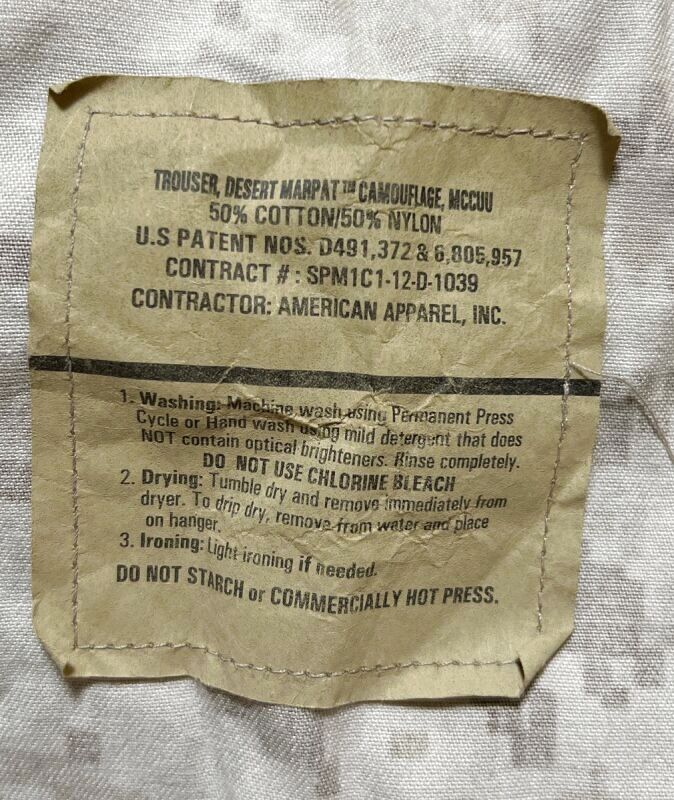 TROUSER, DESERT MARPAT™ CAMOUFLAGE, MCCUU
50% COTTON/50% NYLON
U.S PATENT NOS. D491,372 & 6,805,957
CONTRACT # : SPM1C1-12-D-1039
CONTRACTOR: AMERICAN APPAREL, INC.
1. Washing: Machine wash using Permanent Press
Cycle or Hand wash using mild detergent that does
NOT contain optical brighteners. Rinse completely.
DO NOT USE CHLORINE BLEACH
2. Drying: Tumble dry and remove immediately from
dryer. To drip dry, remove from water and place
on hanger.
3. Ironing: Light ironing if needed.
DO NOT STARCH or COMMERCIALLY HOT PRESS.